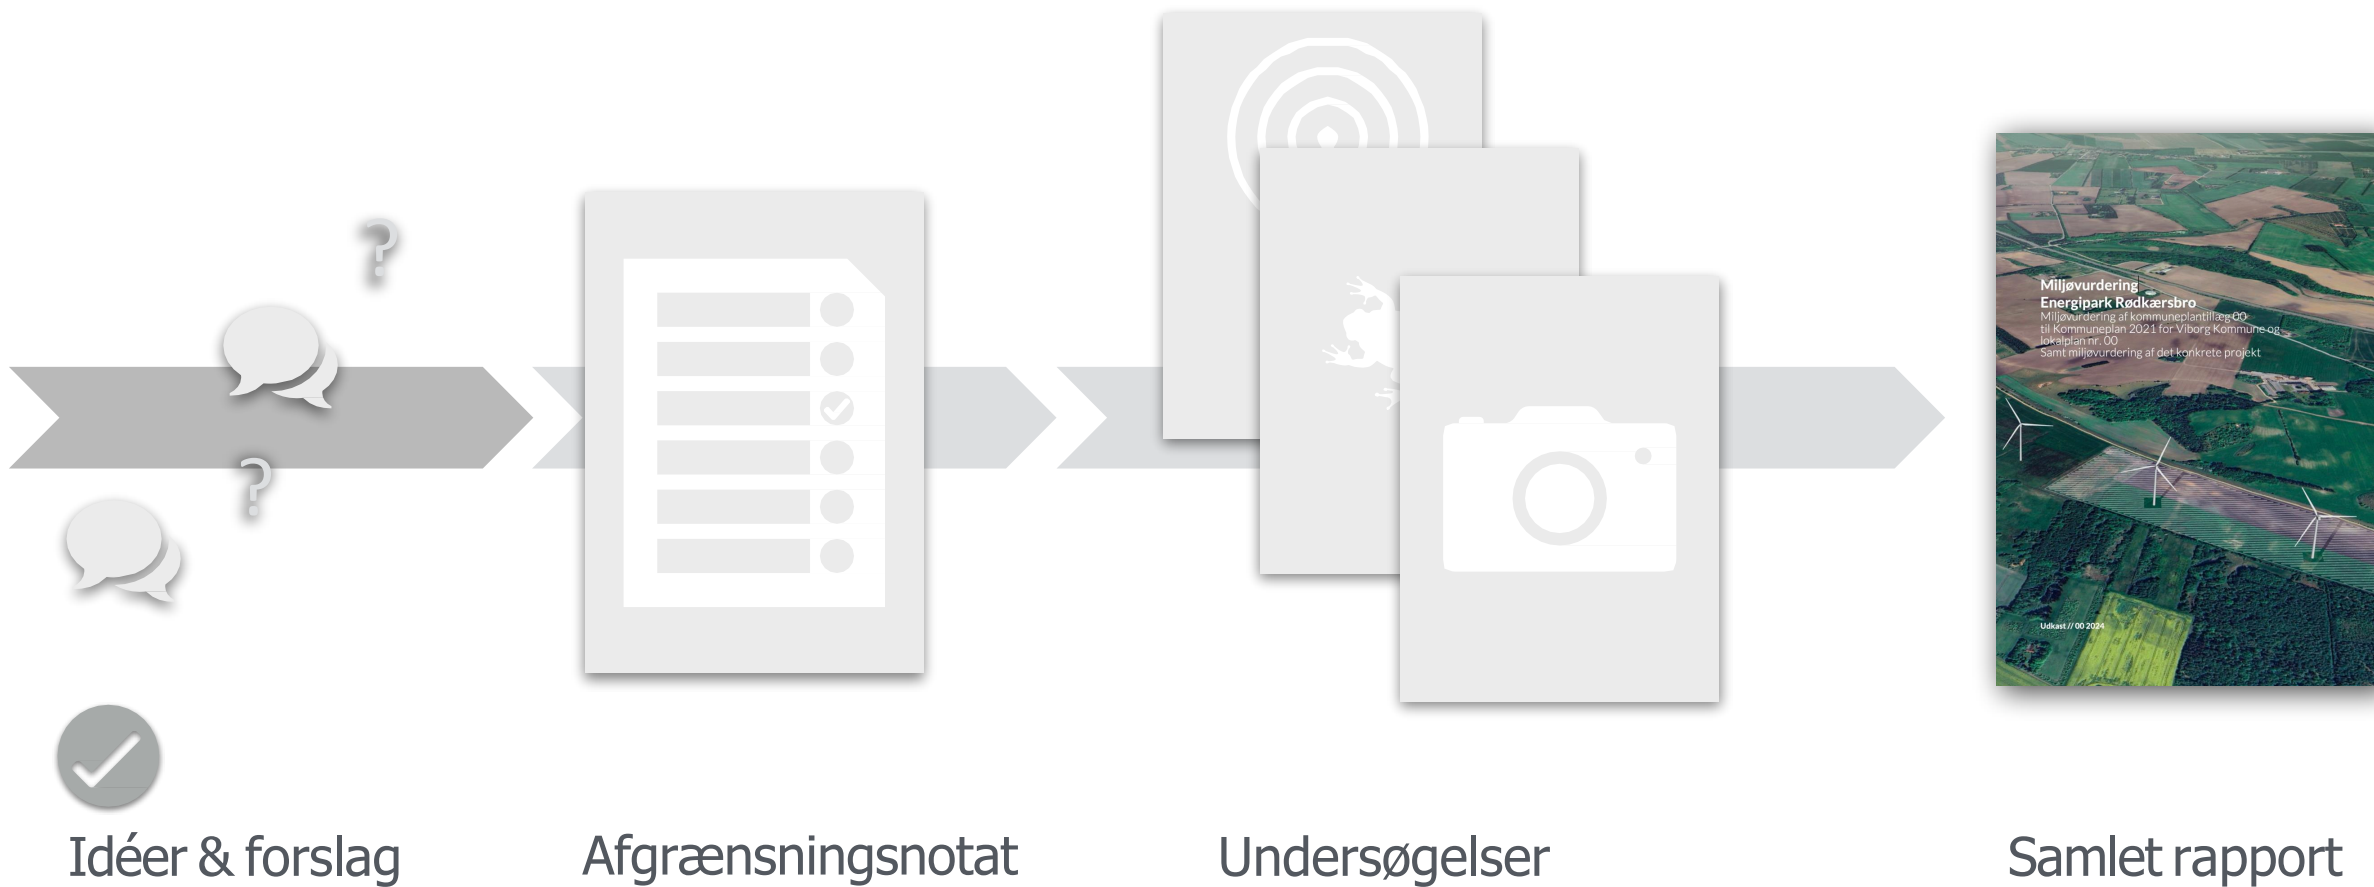 ?
?
Miljøvurdering
Energipark Rødkærsbro
Miljøvurdering af kommuneplantillæg 00
til Kommuneplan 2021 for Viborg Kommune og
lokalplan nr. 00
Samt miljøvurdering af det konkrete projekt
Udkast // 00 2024
Idéer & forslag
Afgrænsningsnotat
Undersøgelser
Samlet rapport